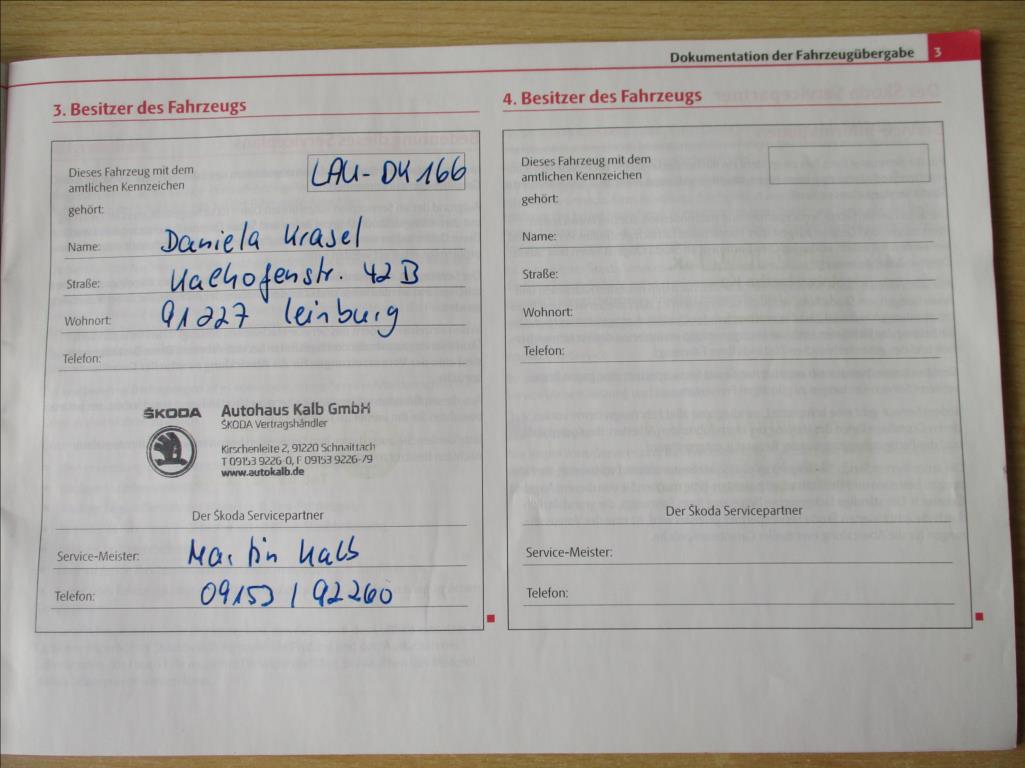 Dokumentation der Fahrzeugübergabe 3
3. Besitzer des Fahrzeugs
Dieses Fahrzeug mit dem
amtlichen Kennzeichen
LAU-DK 166
gehört:
Name: Daniela Krasel
Straße: Kalkofenstr. 42 B
Wohnort: 91227 Leinburg
Telefon:
ŠKODA
Autohaus Kalb GmbH
ŠKODA Vertragshändler
Kirschenleite 2, 91220 Schnaittach
T 09153 9226-0, F 09153 9226-79
www.autokalb.de
Der Škoda Servicepartner
Service-Meister: Martin Kalb
Telefon: 09153 / 92260
4. Besitzer des Fahrzeugs
Dieses Fahrzeug mit dem
amtlichen Kennzeichen
gehört:
Name:
Straße:
Wohnort:
Telefon:
Der Škoda Servicepartner
Service-Meister:
Telefon: